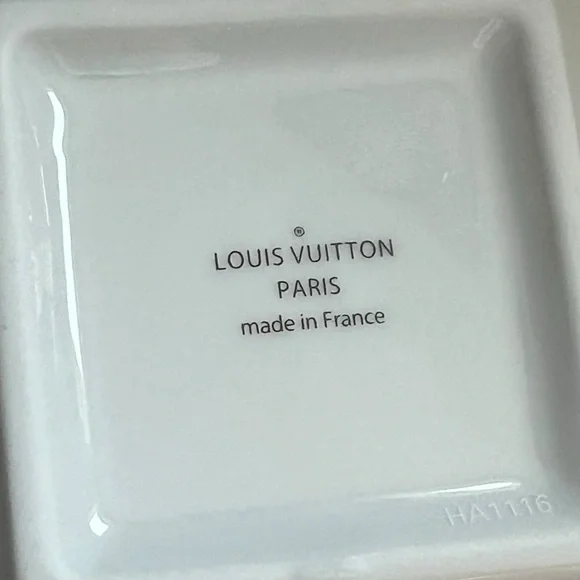 ®
LOUIS VUITTON
PARIS
made in France
HA1116